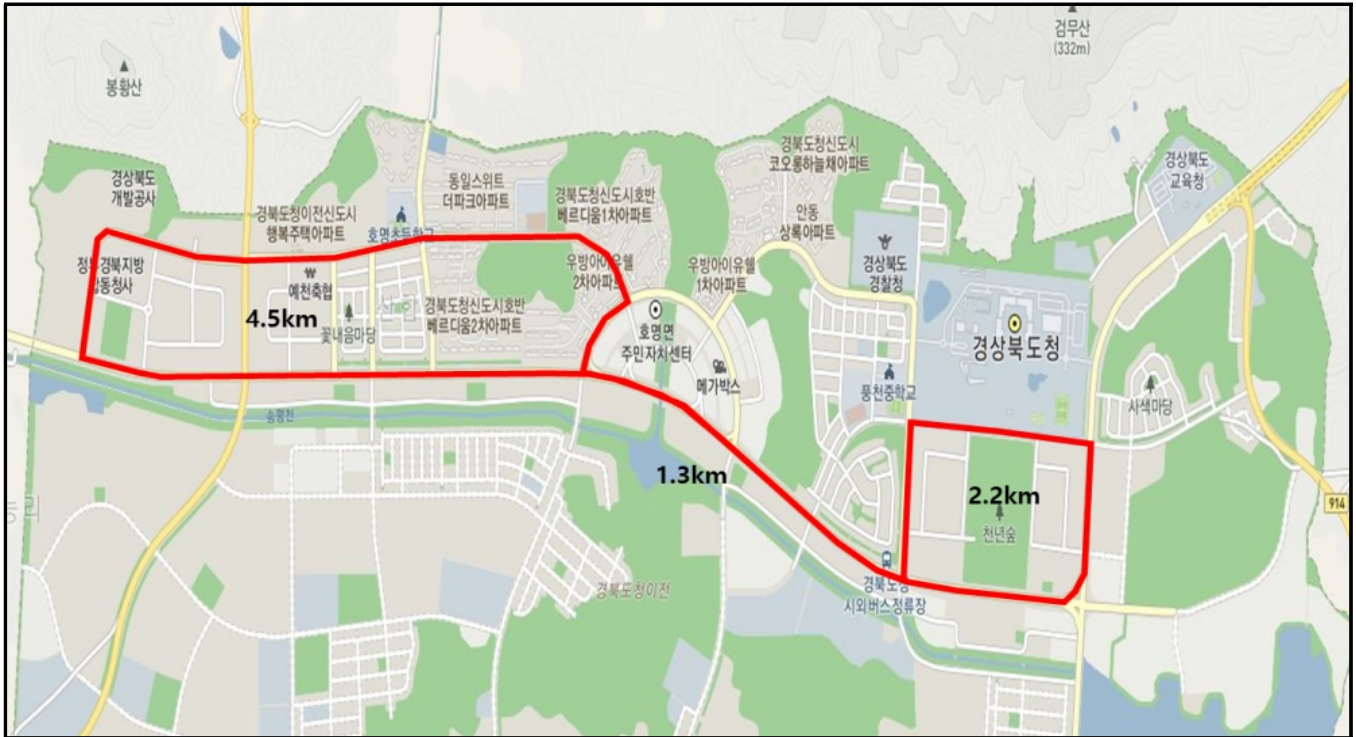 검무산
(332m)
봉황산
경상북도
개발공사
경북도청이전신도시
행복주택아파트
호명초등학교
동일스위트
더파크아파트
경북도청신도시호반
베르디움1차아파트
경북도청신도시
코오롱하늘채아파트
안동
상록아파트
경상북도
경찰청
경상북도
교육청
예천축협
꽃내음마당
4.5km
경북도청신도시호반
베르디움2차아파트
우방아이유쉘
2차아파트
우방아이유쉘
1차아파트
호명면
주민자치센터
메가박스
풍천중학교
경상북도청
사색마당
송평천
1.3km
2.2km
천년숲
914
경북도청이전
경북도청
시외버스정류장